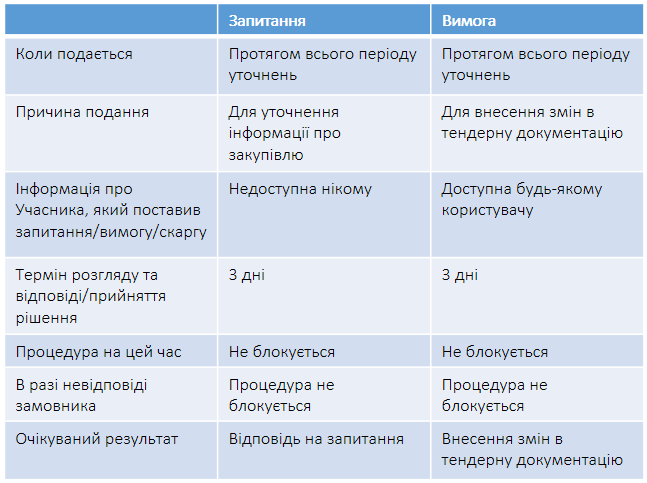 Запитання Вимога
Коли подається Протягом всього періоду Протягом всього періоду
уточнень уточнень
Причина подання Для уточнення Для внесення змін в
інформації про тендерну документацію
закупівлю
Інформація про Недоступна нікому Доступна будь-якому
Учасника, який поставив користувачу
запитання/вимогу/скаргу
Термін розгляду та 3 дні 3 дні
відповіді/прийняття
рішення
Процедура на цей час Не блокується Не блокується
В разі невідповіді Процедура не Процедура не
замовника блокується блокується
Очікуваний результат Відповідь на запитання Внесення змін в
тендерну документацію